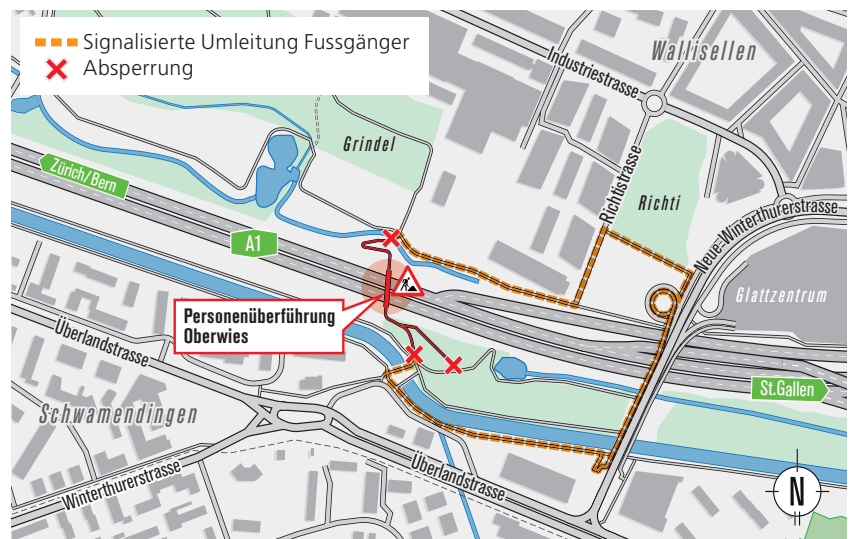 Signalisierte Umleitung Fussgänger
Absperrung
Wallisellen
Industriestrasse
Grindel
Zürich/Bern
Richtistrasse
Richti
Neue-Winterthurerstrasse
A1
Glattzentrum
Personenüberführung
Oberwies
Überlandstrasse
St.Gallen
Schwamendingen
Überlandstrasse
Winterthurerstrasse
N